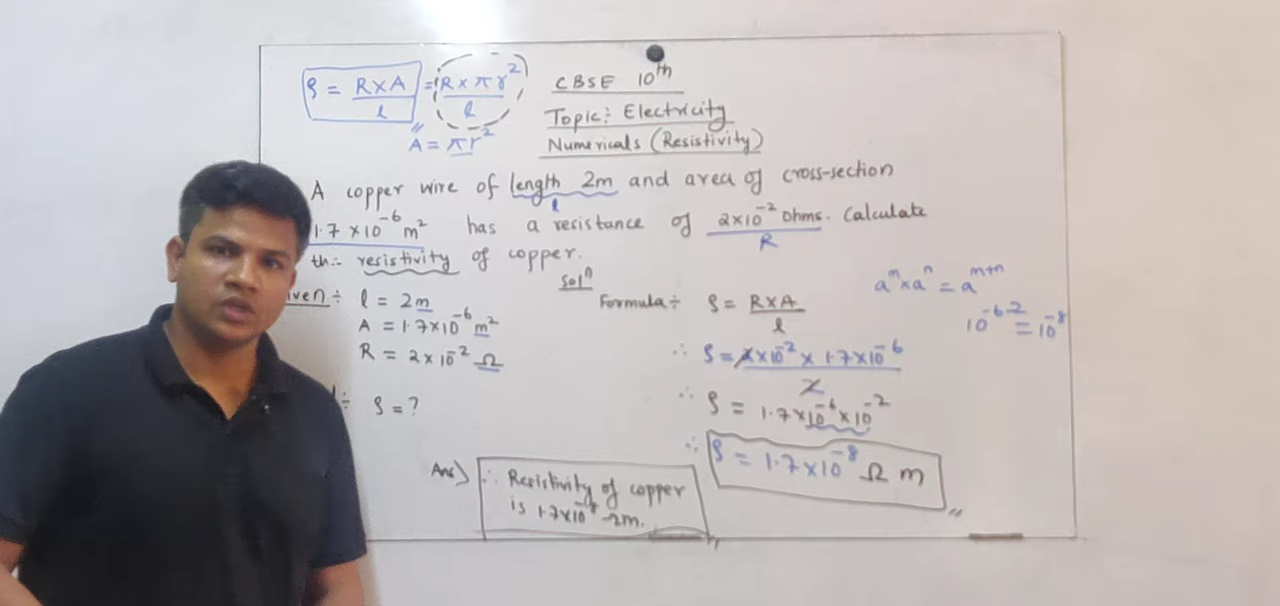 ρ = R×A/l = R×πr²/l
A = πr²
CBSE 10th
Topic:- Electricity
Numericals (Resistivity)
A copper wire of length 2m and area of cross-section
l
1.7×10⁻⁶ m² has a resistance of 2×10⁻² Ohms. Calculate
R
the resistivity of copper.
Solⁿ
iven ÷ l = 2m
A = 1.7×10⁻⁶ m²
R = 2×10⁻² Ω
ρ = ?
Formula ÷ ρ = R×A/l
∴ ρ = 2×10⁻² × 1.7×10⁻⁶/2
∴ ρ = 1.7×10⁻⁶×10⁻²
∴ ρ = 1.7×10⁻⁸ Ω m
aᵐ×aⁿ = aᵐ⁺ⁿ
10⁻⁶⁻² = 10⁻⁸
Ans) ∴ Resistivity of copper
is 1.7×10⁻⁸ Ωm.